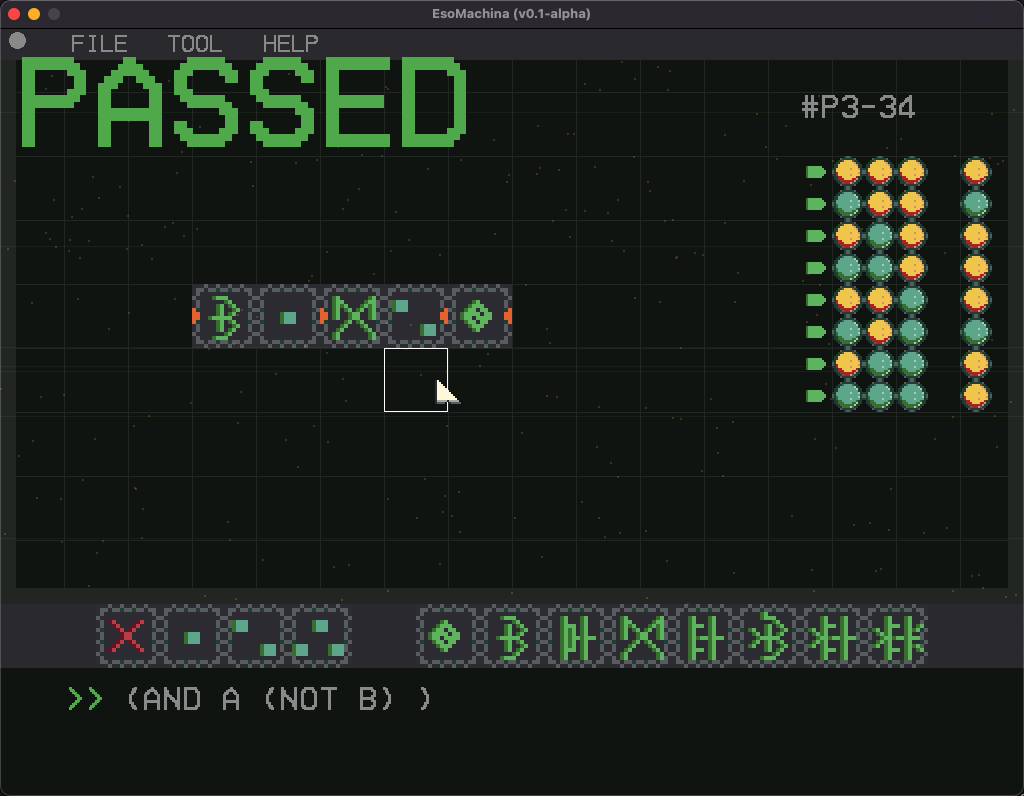 EsoMachina (v0.1-alpha)
FILE TOOL HELP
PASSED
#P3-34
>> (AND A (NOT B) )